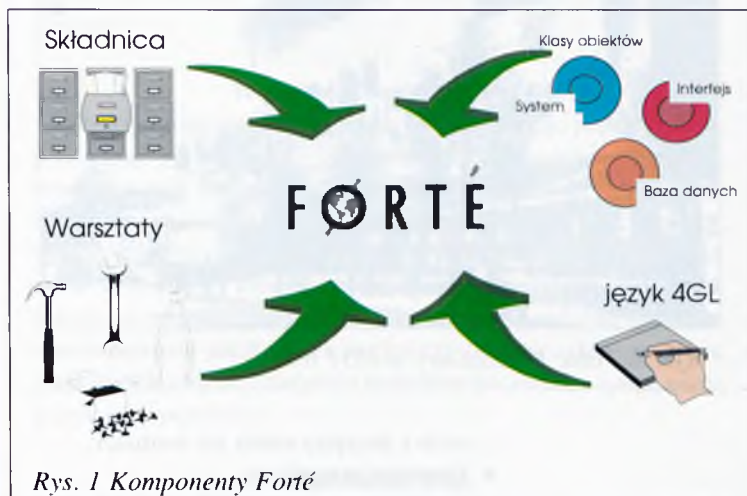 Składnica
Klasy obiektów
System
Interfejs
Baza danych
FORTÉ
Warsztaty
język 4GL
Rys. 1 Komponenty Forté